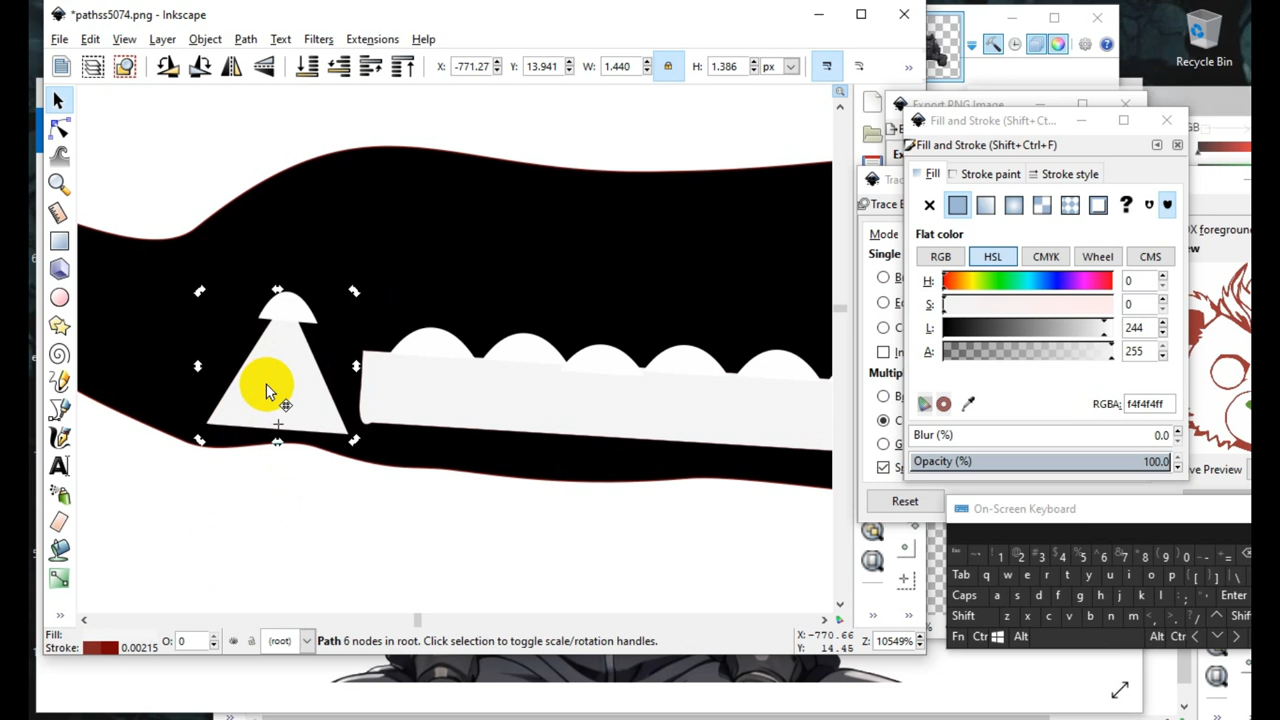 *pathss5074.png - Inkscape
File Edit View Layer Object Path Text Filters Extensions Help
X: -771.27 Y: 13.941 W: 1.440 H: 1.386 px
Recycle Bin
Export PNG Image
Fill and Stroke (Shift+Ct...
Fill and Stroke (Shift+Ctrl+F)
Fill Stroke paint Stroke style
Flat color
RGB HSL CMYK Wheel CMS
H: 0
S: 0
L: 244
A: 255
RGBA: f4f4f4ff
Blur (%) 0.0
Opacity (%) 100.0
Mode
Single
Reset
On-Screen Keyboard
Tab q w e r t y u i o p [ ] \
Caps a s d f g h j k l ; , Enter
Shift z x c v b n m , . / ^ Shif
Fn Ctr Alt Alt Ctr
Fill:
Stroke: 0.00215 O: 0 (root) Path 6 nodes in root. Click selection to toggle scale/rotation handles. X: -770.66 Y: 14.45 Z: 10549%